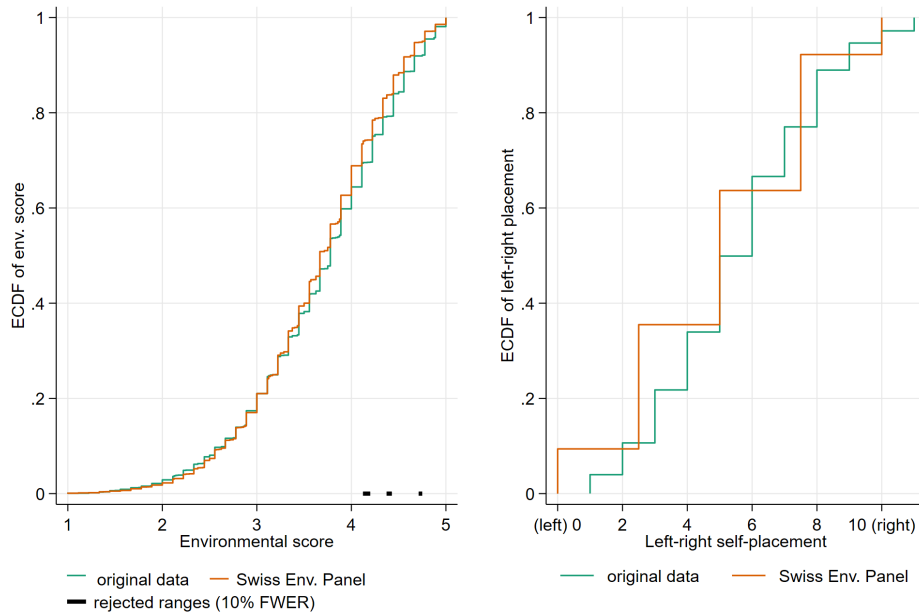 ECDF of env. score
1
.8
.6
.4
.2
0
1 2 3 4 5
Environmental score
original data Swiss Env. Panel
rejected ranges (10% FWER)
ECDF of left-right placement
1
.8
.6
.4
.2
0
(left) 0 2 4 6 8 10 (right)
Left-right self-placement
original data Swiss Env. Panel